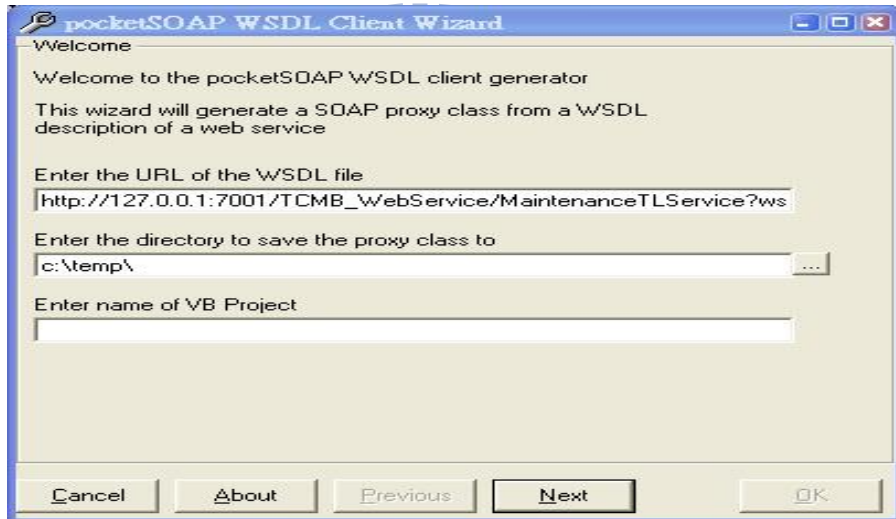 pocketSOAP WSDL Client Wizard
Welcome
Welcome to the pocketSOAP WSDL client generator
This wizard will generate a SOAP proxy class from a WSDL
description of a web service
Enter the URL of the WSDL file
http://127.0.0.1:7001/TCMB_WebService/MaintenanceTLService?ws
Enter the directory to save the proxy class to
c:\temp\
...
Enter name of VB Project
Cancel About Previous Next OK